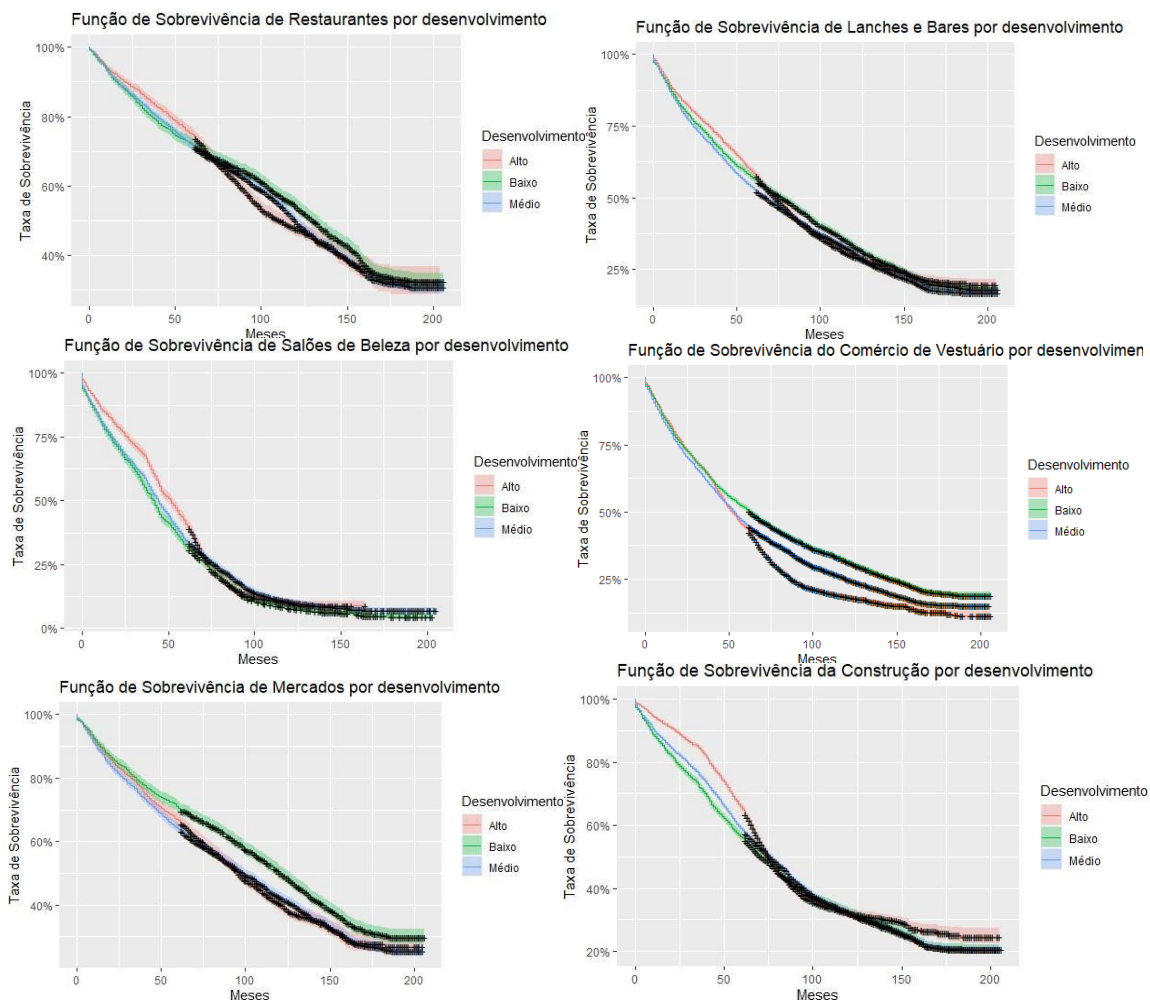 Função de Sobrevivência de Restaurantes por desenvolvimento
Taxa de Sobrevivência
100%
80%
60%
40%
0 50 100 150 200
Meses
Desenvolvimento
Alto
Baixo
Médio
Função de Sobrevivência de Lanches e Bares por desenvolvimento
Taxa de Sobrevivência
100%
75%
50%
25%
0 50 100 150 200
Meses
Desenvolvimento
Alto
Baixo
Médio
Função de Sobrevivência de Salões de Beleza por desenvolvimento
Taxa de Sobrevivência
100%
75%
50%
25%
0%
0 50 100 150 200
Meses
Desenvolvimento
Alto
Baixo
Médio
Função de Sobrevivência do Comércio de Vestuário por desenvolvimen
Taxa de Sobrevivência
100%
75%
50%
25%
0 50 100 150 200
Meses
Desenvolvimento
Alto
Baixo
Médio
Função de Sobrevivência de Mercados por desenvolvimento
Taxa de Sobrevivência
100%
80%
60%
40%
0 50 100 150 200
Meses
Desenvolvimento
Alto
Baixo
Médio
Função de Sobrevivência da Construção por desenvolvimento
Taxa de Sobrevivência
100%
80%
60%
40%
20%
0 50 100 150 200
Meses
Desenvolvimento
Alto
Baixo
Médio